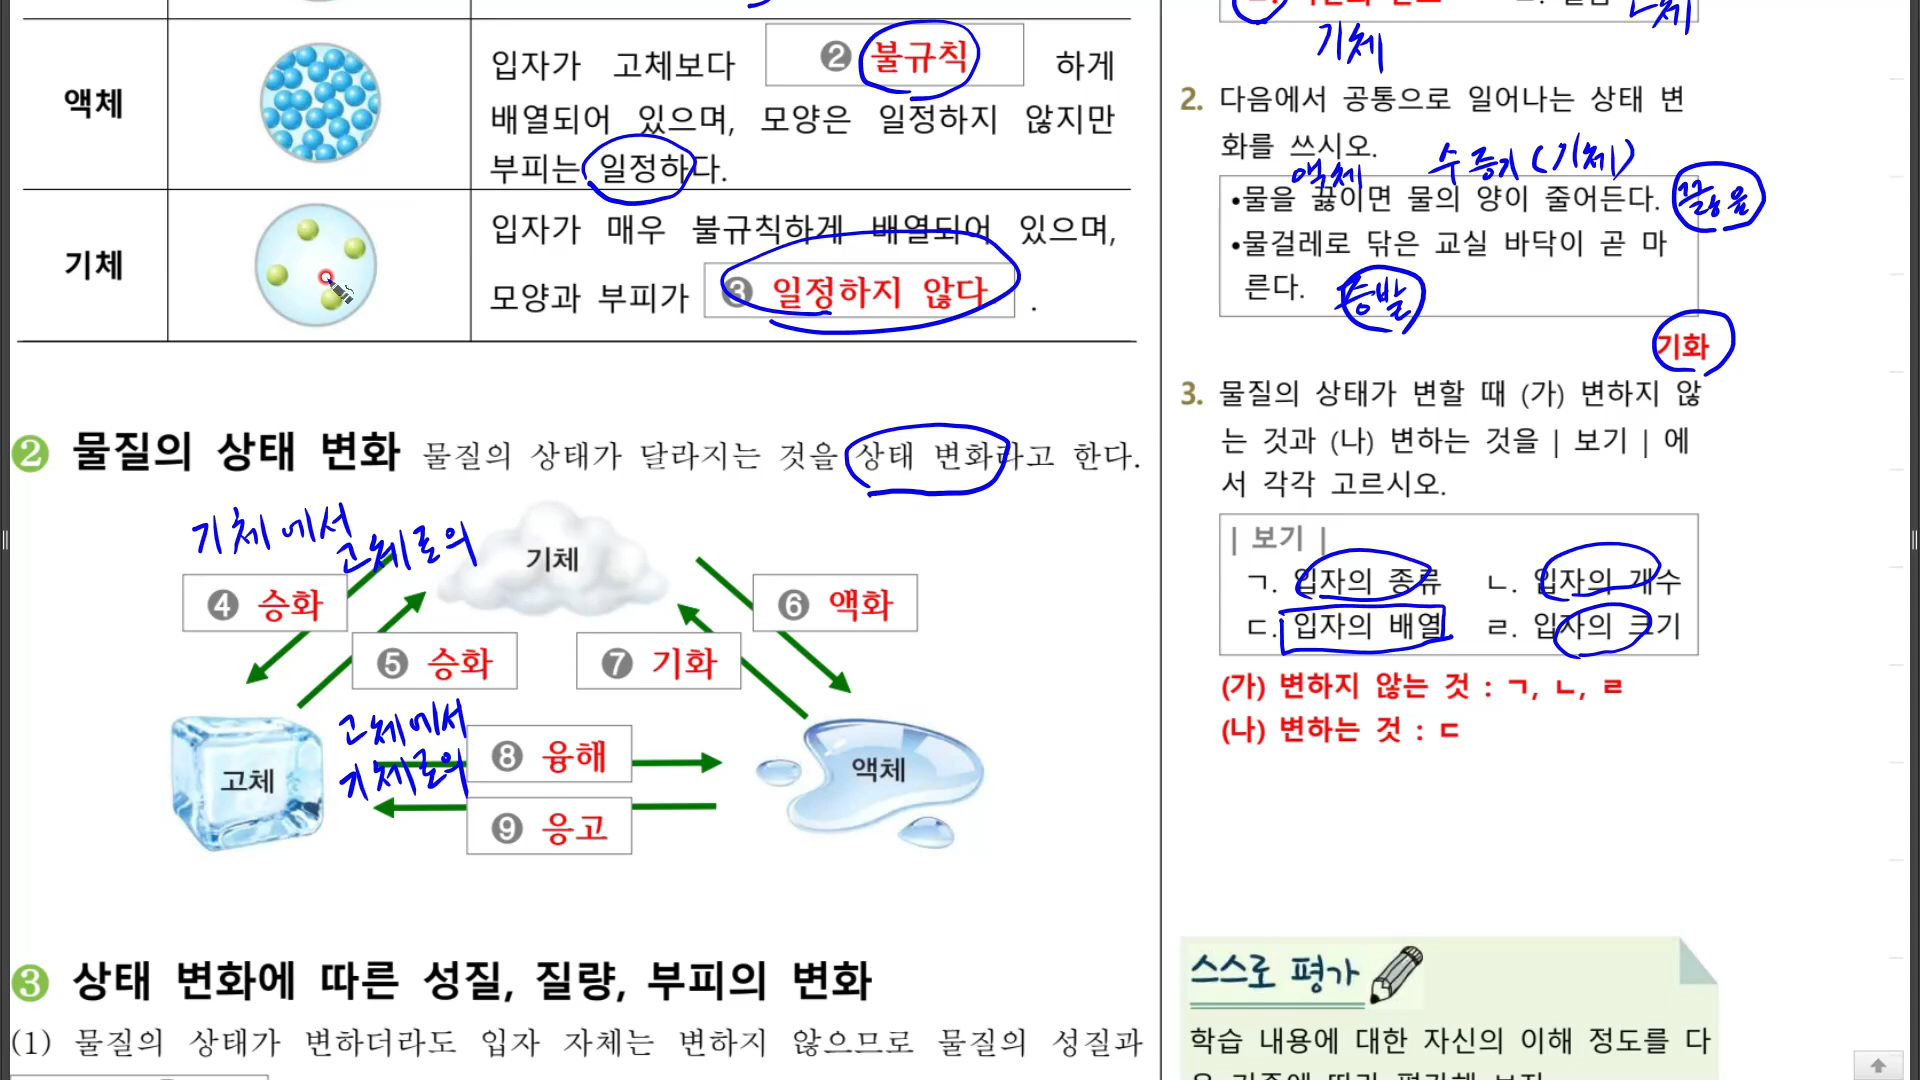 액체
입자가 고체보다 ❷ 불규칙 하게
배열되어 있으며, 모양은 일정하지 않지만
부피는 일정하다.
기체
입자가 매우 불규칙하게 배열되어 있으며,
모양과 부피가 ❸ 일정하지 않다 .
❷ 물질의 상태 변화 물질의 상태가 달라지는 것을 상태 변화라고 한다.
기체에서
고체로의
기체
❹ 승화
❻ 액화
❺ 승화
❼ 기화
고체에서
기체로의
고체
❽ 융해
액체
❾ 응고
❸ 상태 변화에 따른 성질, 질량, 부피의 변화
(1) 물질의 상태가 변하더라도 입자 자체는 변하지 않으므로 물질의 성질과
고체
기체
2. 다음에서 공통으로 일어나는 상태 변
화를 쓰시오.
액체 수증기(기체)
•물을 끓이면 물의 양이 줄어든다. 끓음
•물걸레로 닦은 교실 바닥이 곧 마
른다. 증발
기화
3. 물질의 상태가 변할 때 (가) 변하지 않
는 것과 (나) 변하는 것을 | 보기 | 에
서 각각 고르시오.
| 보기 |
ㄱ. 입자의 종류 ㄴ. 입자의 개수
ㄷ. 입자의 배열 ㄹ. 입자의 크기
(가) 변하지 않는 것 : ㄱ, ㄴ, ㄹ
(나) 변하는 것 : ㄷ
스스로 평가
학습 내용에 대한 자신의 이해 정도를 다